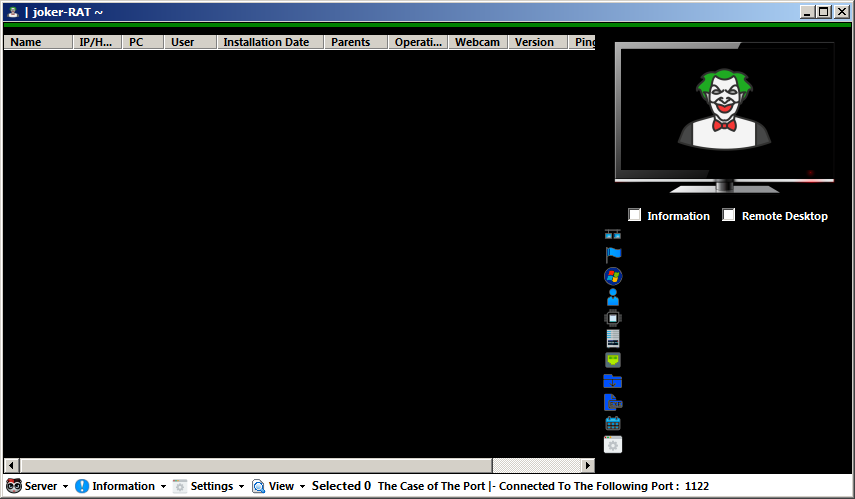 | joker-RAT ~
Name IP/H... PC User Installation Date Parents Operati... Webcam Version Ping
Information Remote Desktop
Server Information Settings View Selected 0 The Case of The Port |- Connected To The Following Port : 1122